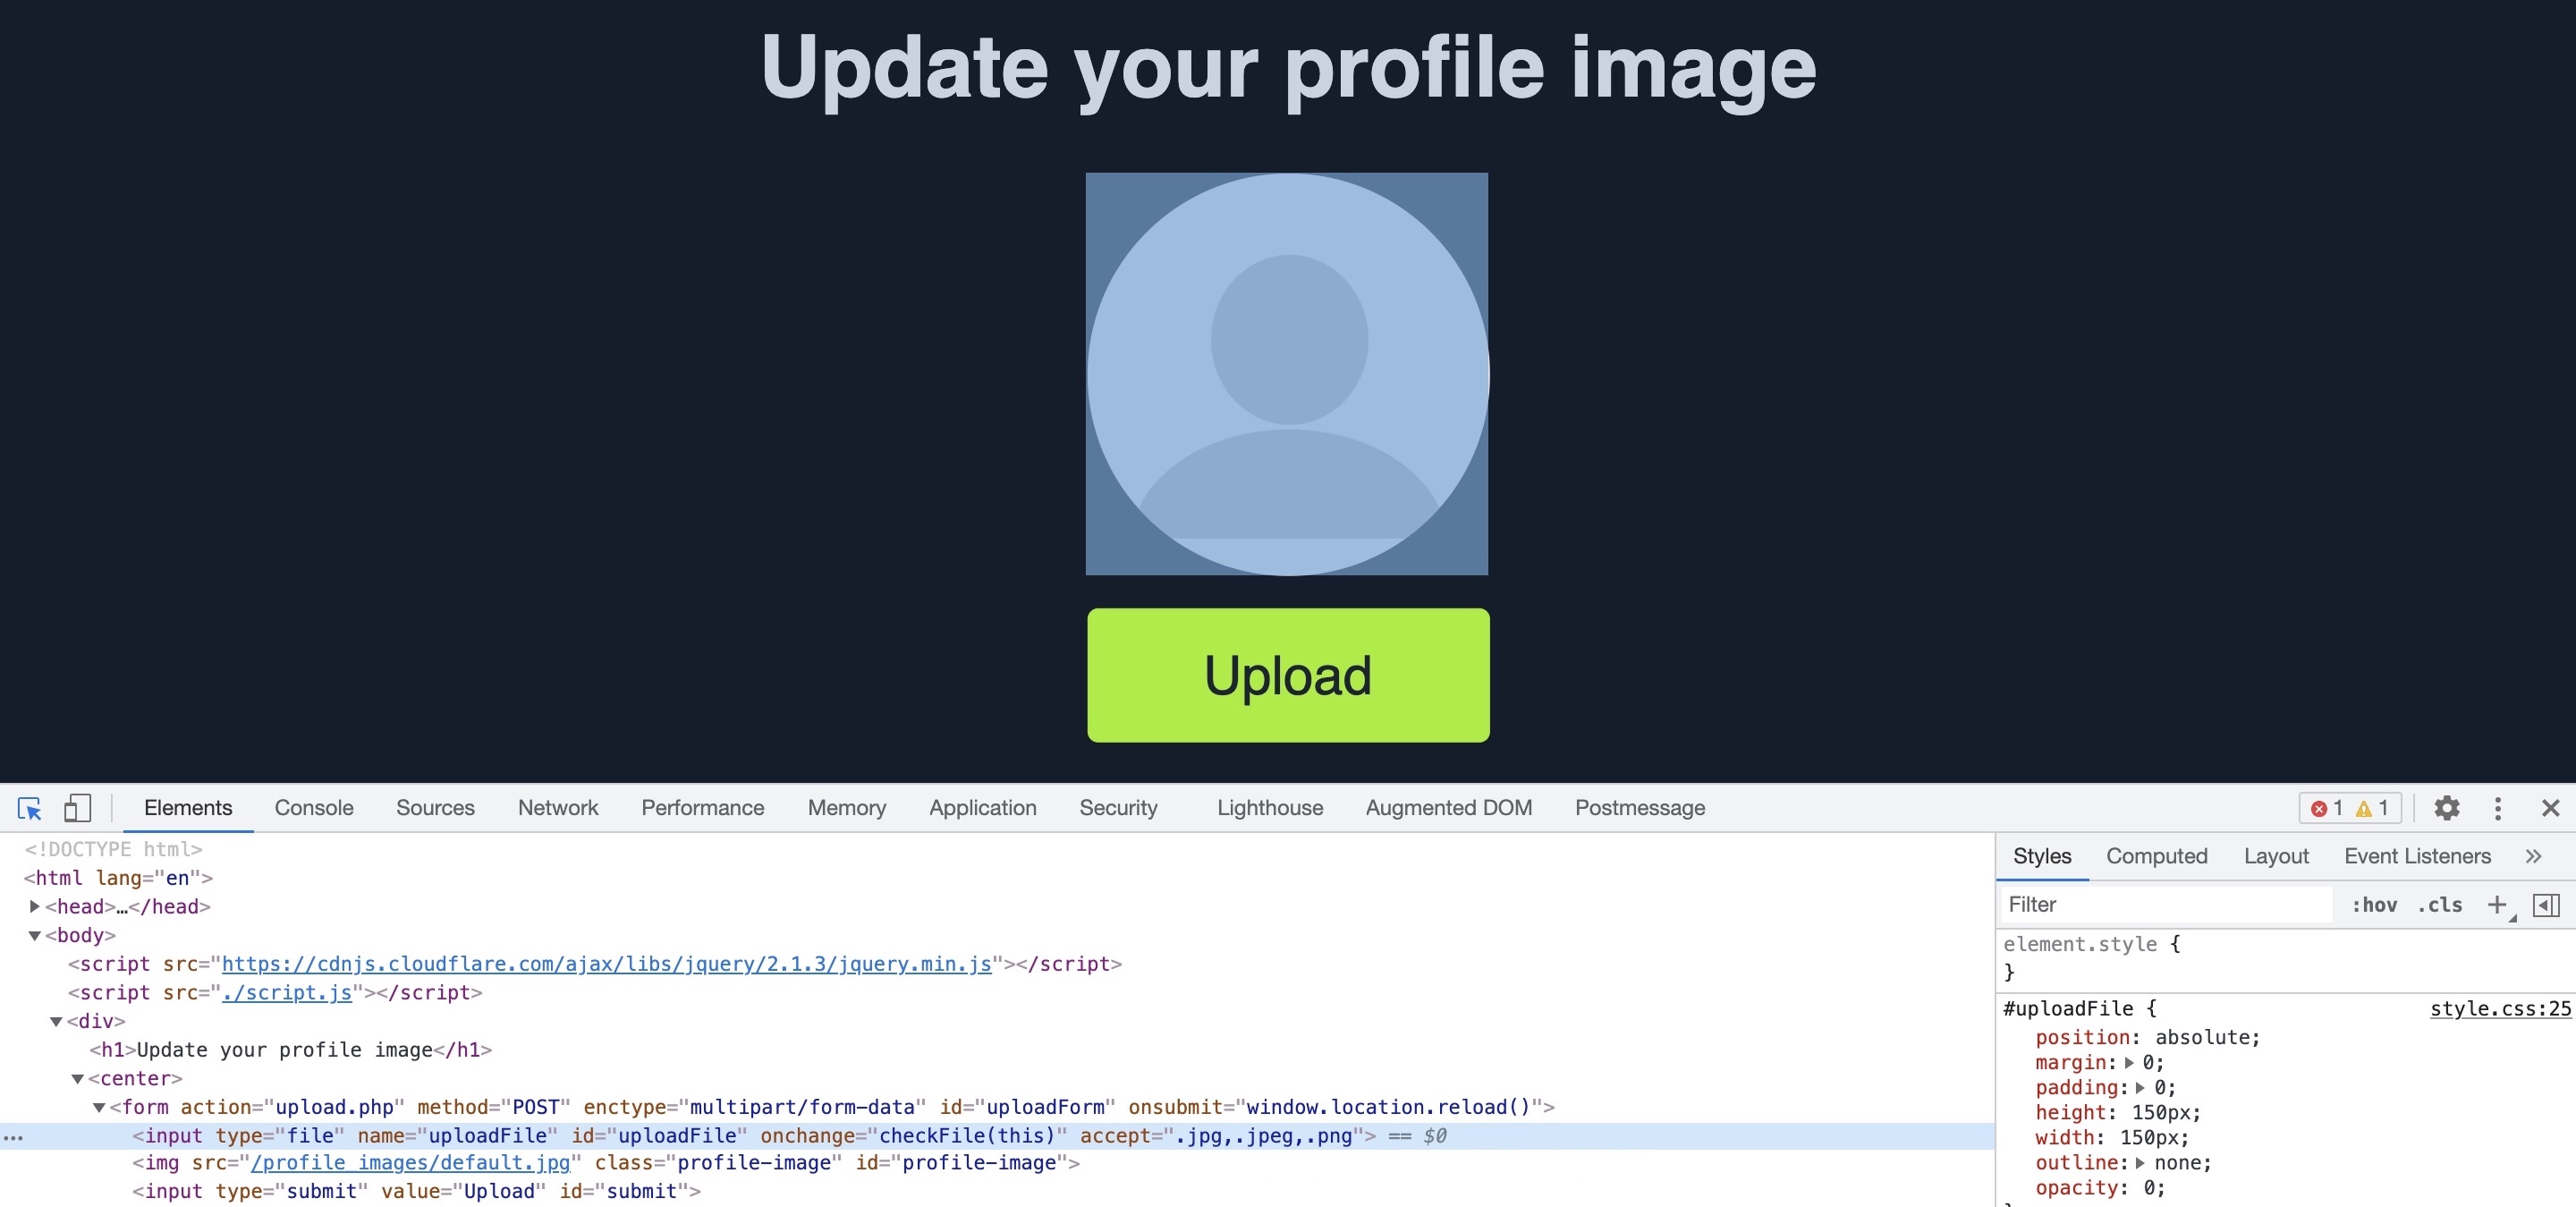 Update your profile image
Upload
Elements Console Sources Network Performance Memory Application Security Lighthouse Augmented DOM Postmessage 1 1
<!DOCTYPE html>
<html lang="en">
<head>…</head>
<body>
<script src="https://cdnjs.cloudflare.com/ajax/libs/jquery/2.1.3/jquery.min.js"></script>
<script src="./script.js"></script>
<div>
<h1>Update your profile image</h1>
<center>
<form action="upload.php" method="POST" enctype="multipart/form-data" id="uploadForm" onsubmit="window.location.reload()">
<input type="file" name="uploadFile" id="uploadFile" onchange="checkFile(this)" accept=".jpg,.jpeg,.png"> == $0
<img src="/profile_images/default.jpg" class="profile-image" id="profile-image">
<input type="submit" value="Upload" id="submit">
Styles Computed Layout Event Listeners »
Filter :hov .cls +
element.style {
}
#uploadFile { style.css:25
position: absolute;
margin: 0;
padding: 0;
height: 150px;
width: 150px;
outline: none;
opacity: 0;